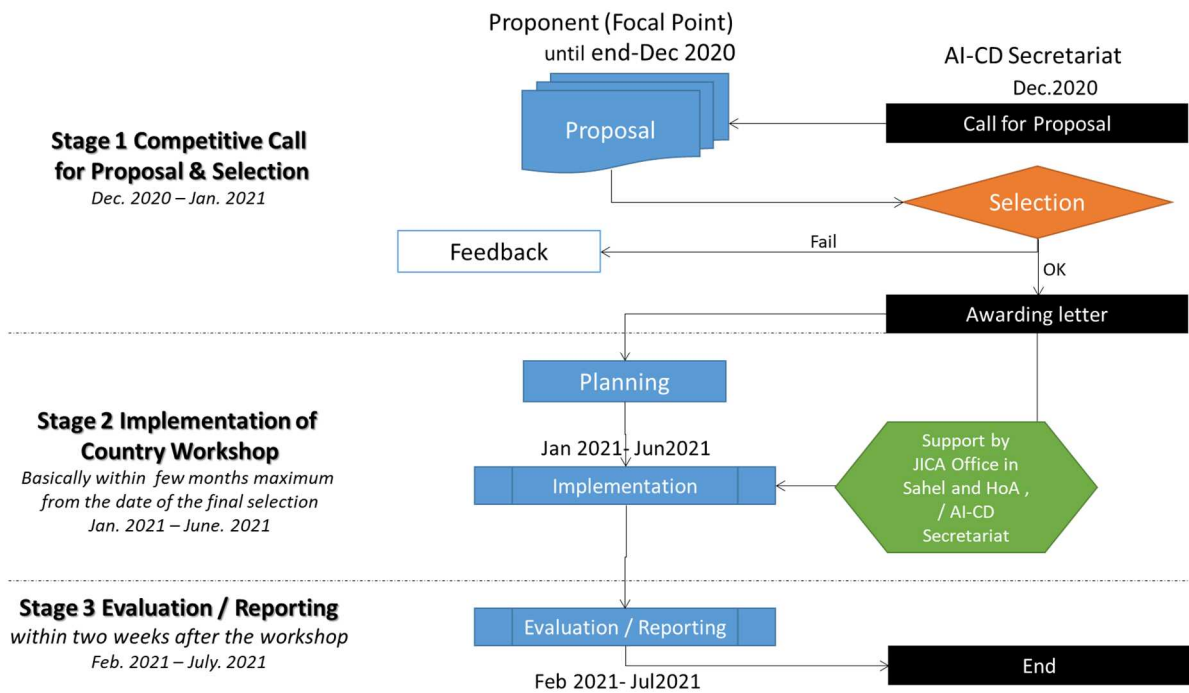 Proponent (Focal Point)
until end-Dec 2020
AI-CD Secretariat
Dec.2020
Stage 1 Competitive Call
for Proposal & Selection
Dec. 2020 – Jan. 2021
Proposal
Call for Proposal
Selection
Feedback
Fail
OK
Awarding letter
Stage 2 Implementation of
Country Workshop
Basically within few months maximum
from the date of the final selection
Jan. 2021 – June. 2021
Planning
Jan 2021- Jun2021
Implementation
Support by
JICA Office in
Sahel and HoA ,
/ AI-CD
Secretariat
Stage 3 Evaluation / Reporting
within two weeks after the workshop
Feb. 2021 – July. 2021
Evaluation / Reporting
Feb 2021- Jul2021
End